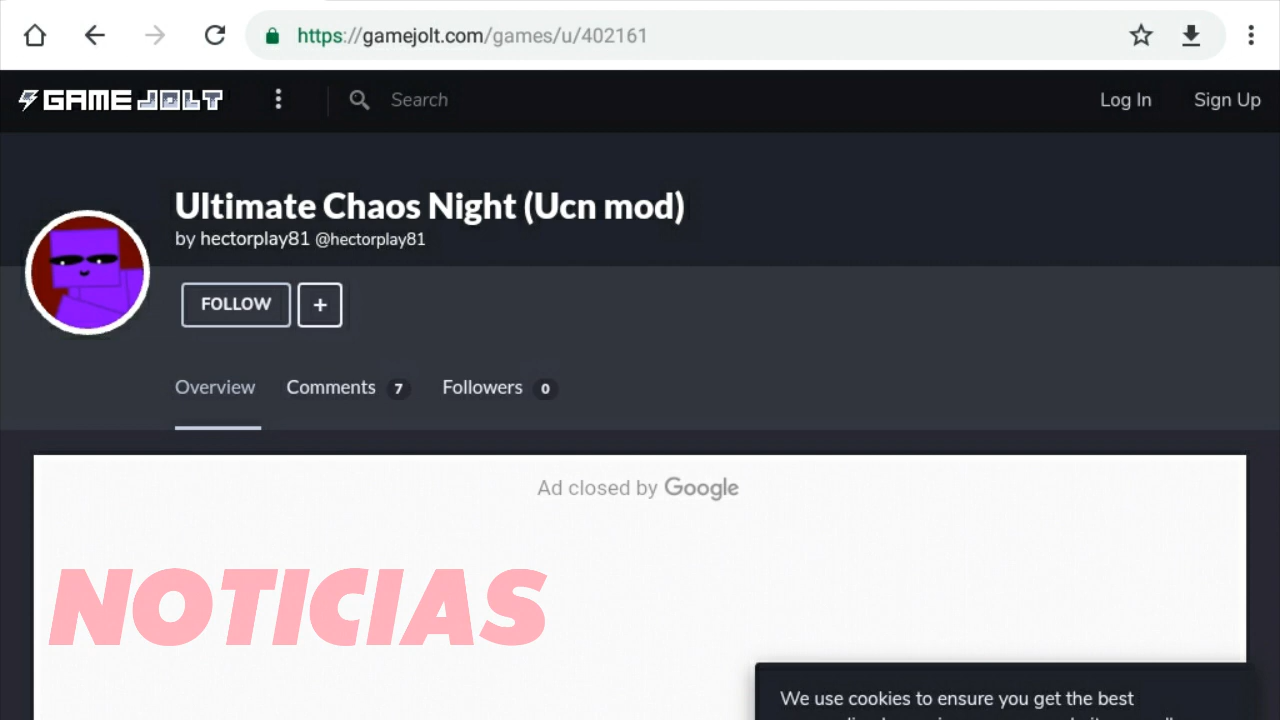 https://gamejolt.com/games/u/402161
GAME JOLT
Search
Log In
Sign Up
Ultimate Chaos Night (Ucn mod)
by hectorplay81 @hectorplay81
FOLLOW
+
Overview
Comments 7
Followers 0
Ad closed by Google
NOTICIAS
We use cookies to ensure you get the best